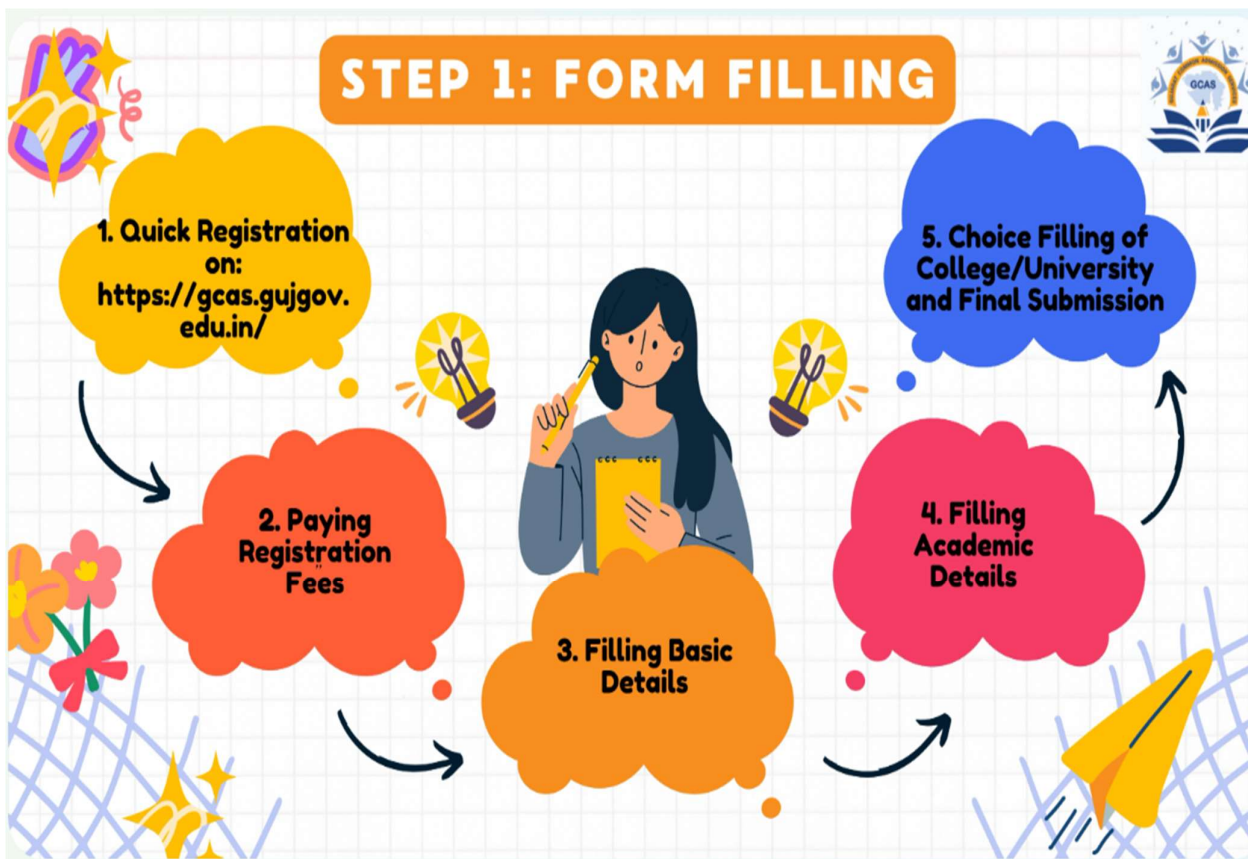 STEP 1: FORM FILLING
GCAS
1. Quick Registration
on:
https://gcas.gujgov.
edu.in/
2. Paying
Registration
Fees
3. Filling Basic
Details
4. Filling
Academic
Details
5. Choice Filling of
College/University
and Final Submission